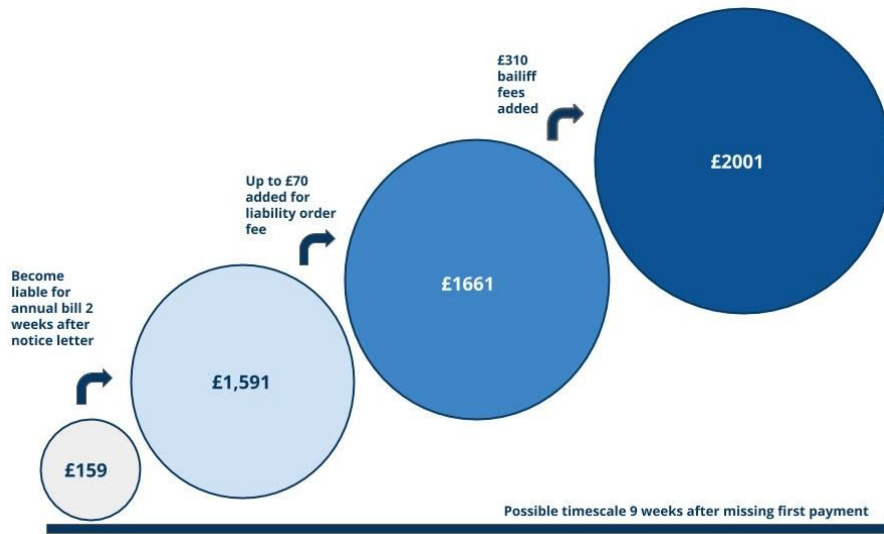 £310
bailiff
fees
added
£2001
Up to £70
added for
liability order
fee
£1661
Become
liable for
annual bill 2
weeks after
notice letter
£1,591
£159
Possible timescale 9 weeks after missing first payment